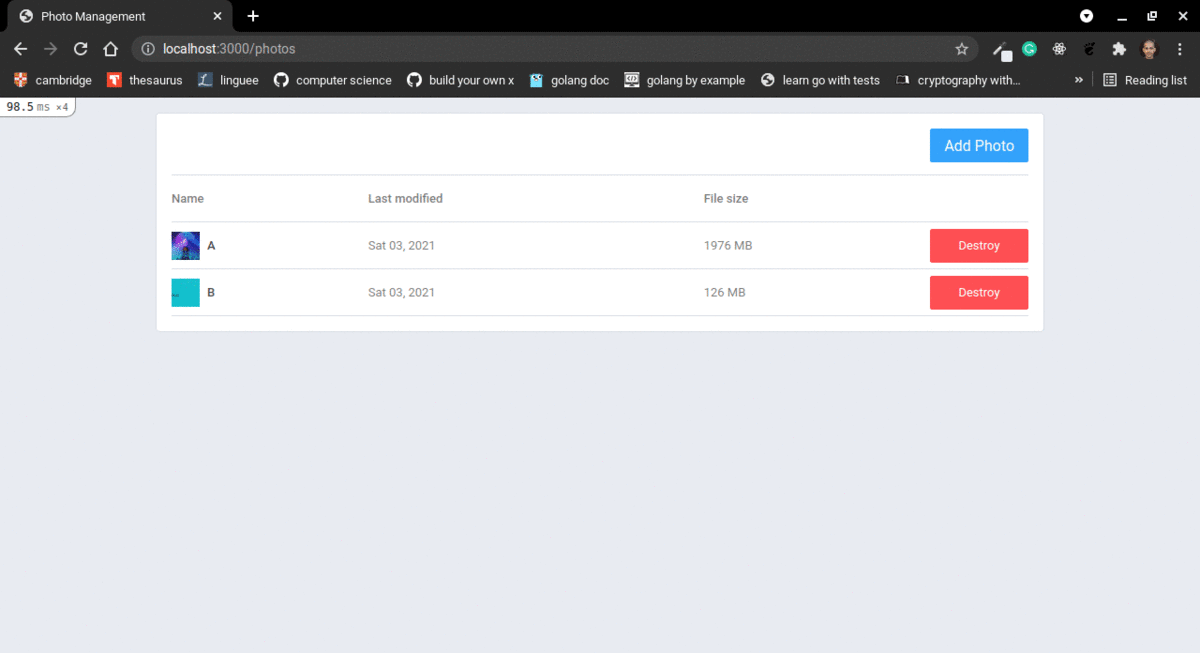 Photo Management
localhost:3000/photos
cambridge thesaurus linguee computer science build your own x golang doc golang by example learn go with tests cryptography with... » Reading list
98.5 ms ×4
Add Photo
Name Last modified File size
A Sat 03, 2021 1976 MB Destroy
B Sat 03, 2021 126 MB Destroy